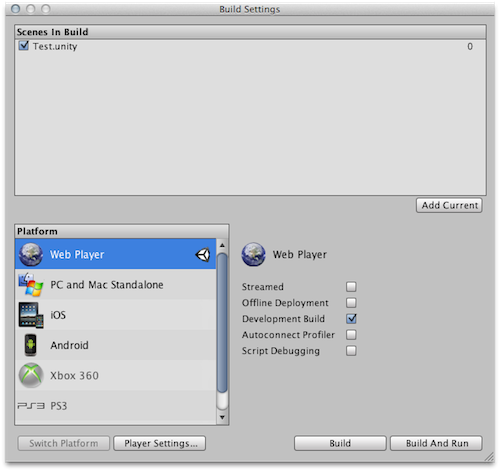 Build Settings
Scenes In Build
Test.unity 0
Add Current
Platform
Web Player
PC and Mac Standalone
iOS
Android
Xbox 360
PS3 PS3
Web Player
Streamed
Offline Deployment
Development Build
Autoconnect Profiler
Script Debugging
Switch Platform
Player Settings...
Build
Build And Run